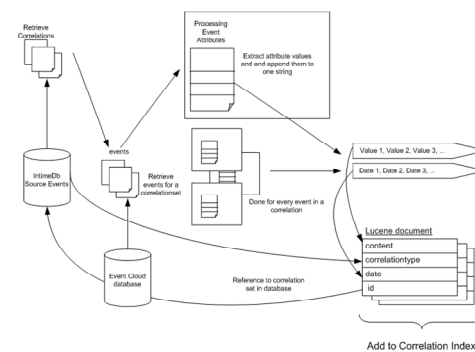 Retrieve
Correlations
Processing
Event
Attributes
Extract attribute values
and and append them to
one string
events
Retrieve
events for a
correlationset
IntimeDb
Source Events
Value 1, Value 2, Value 3, ...
Date 1, Date 2, Date 3, ...
Done for every event in a
correlation
Lucene document
content
correlationtype
date
id
Event Cloud
database
Reference to correlation
set in database
Add to Correlation Index